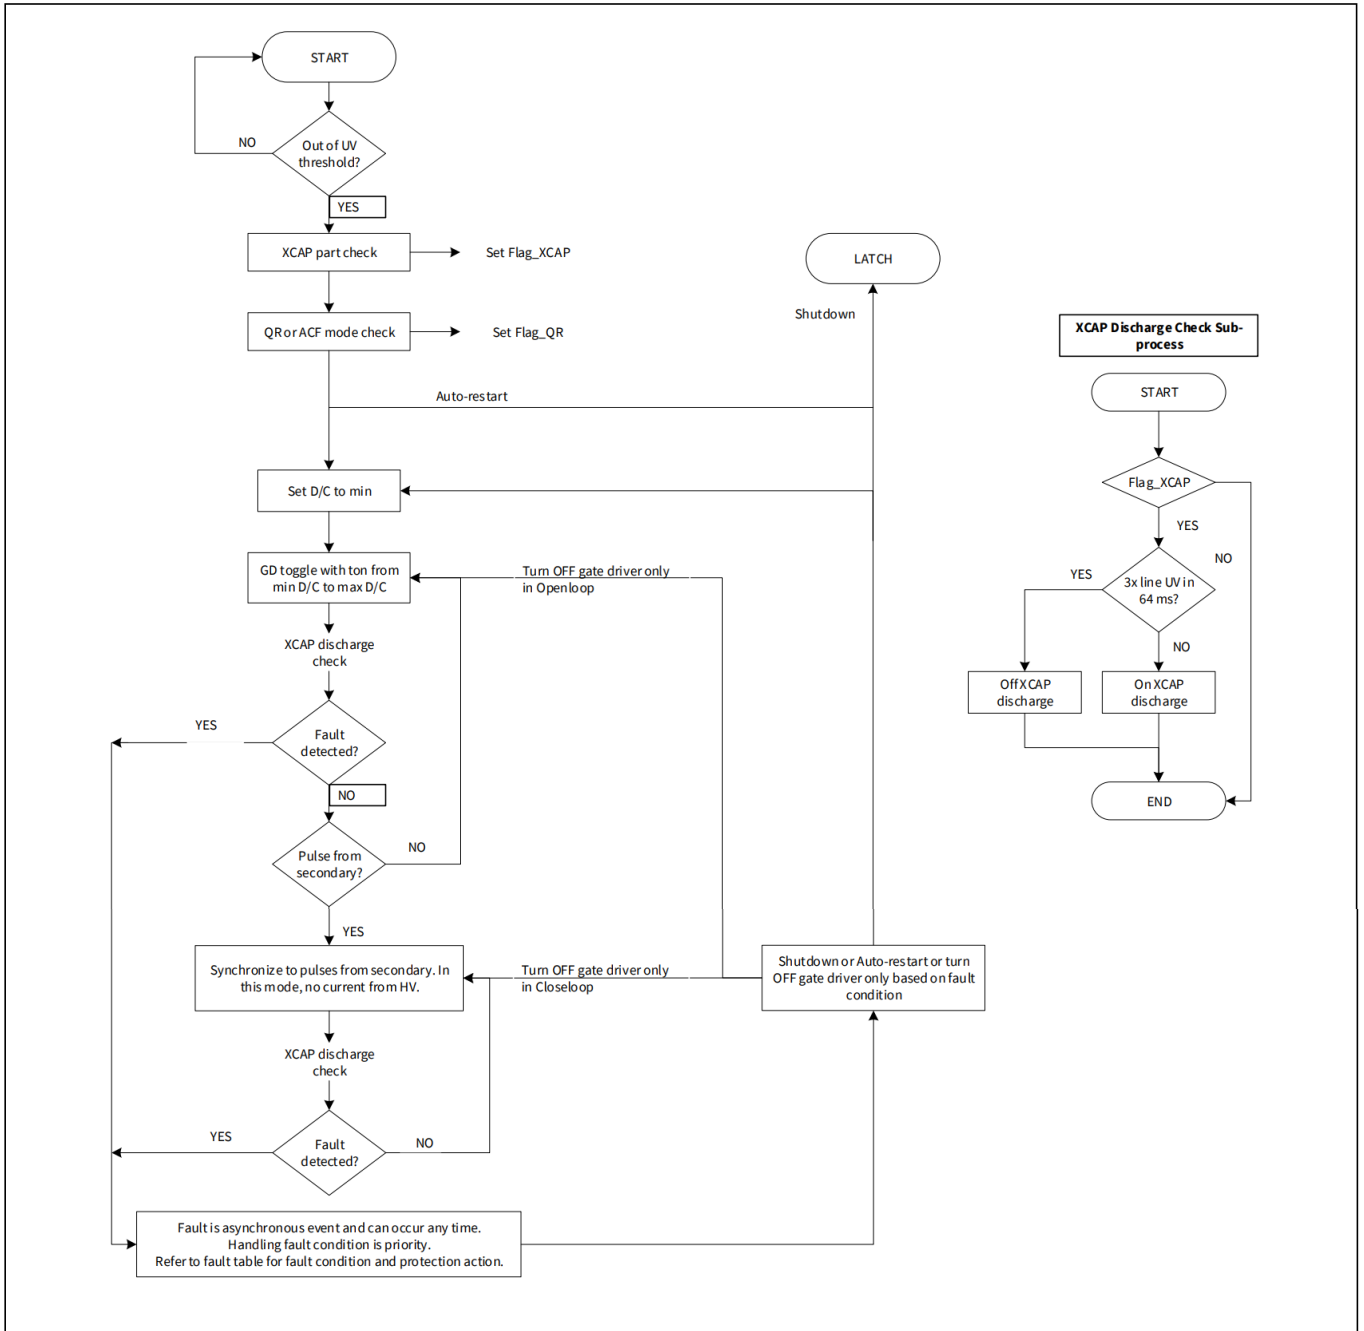 START
NO
Out of UV
threshold?
YES
XCAP part check
Set Flag_XCAP
QR or ACF mode check
Set Flag_QR
Auto-restart
Set D/C to min
GD toggle with ton from
min D/C to max D/C
Turn OFF gate driver only
in Openloop
XCAP discharge
check
YES
Fault
detected?
NO
Pulse from
secondary?
NO
YES
Synchronize to pulses from secondary. In
this mode, no current from HV.
Turn OFF gate driver only
in Closeloop
XCAP discharge
check
YES
Fault
detected?
NO
Fault is asynchronous event and can occur any time.
Handling fault condition is priority.
Refer to fault table for fault condition and protection action.
LATCH
Shutdown
Shutdown or Auto-restart or turn
OFF gate driver only based on fault
condition
XCAP Discharge Check Sub-
process
START
Flag_XCAP
YES
NO
YES
3x line UV in
64 ms?
NO
Off XCAP
discharge
On XCAP
discharge
END